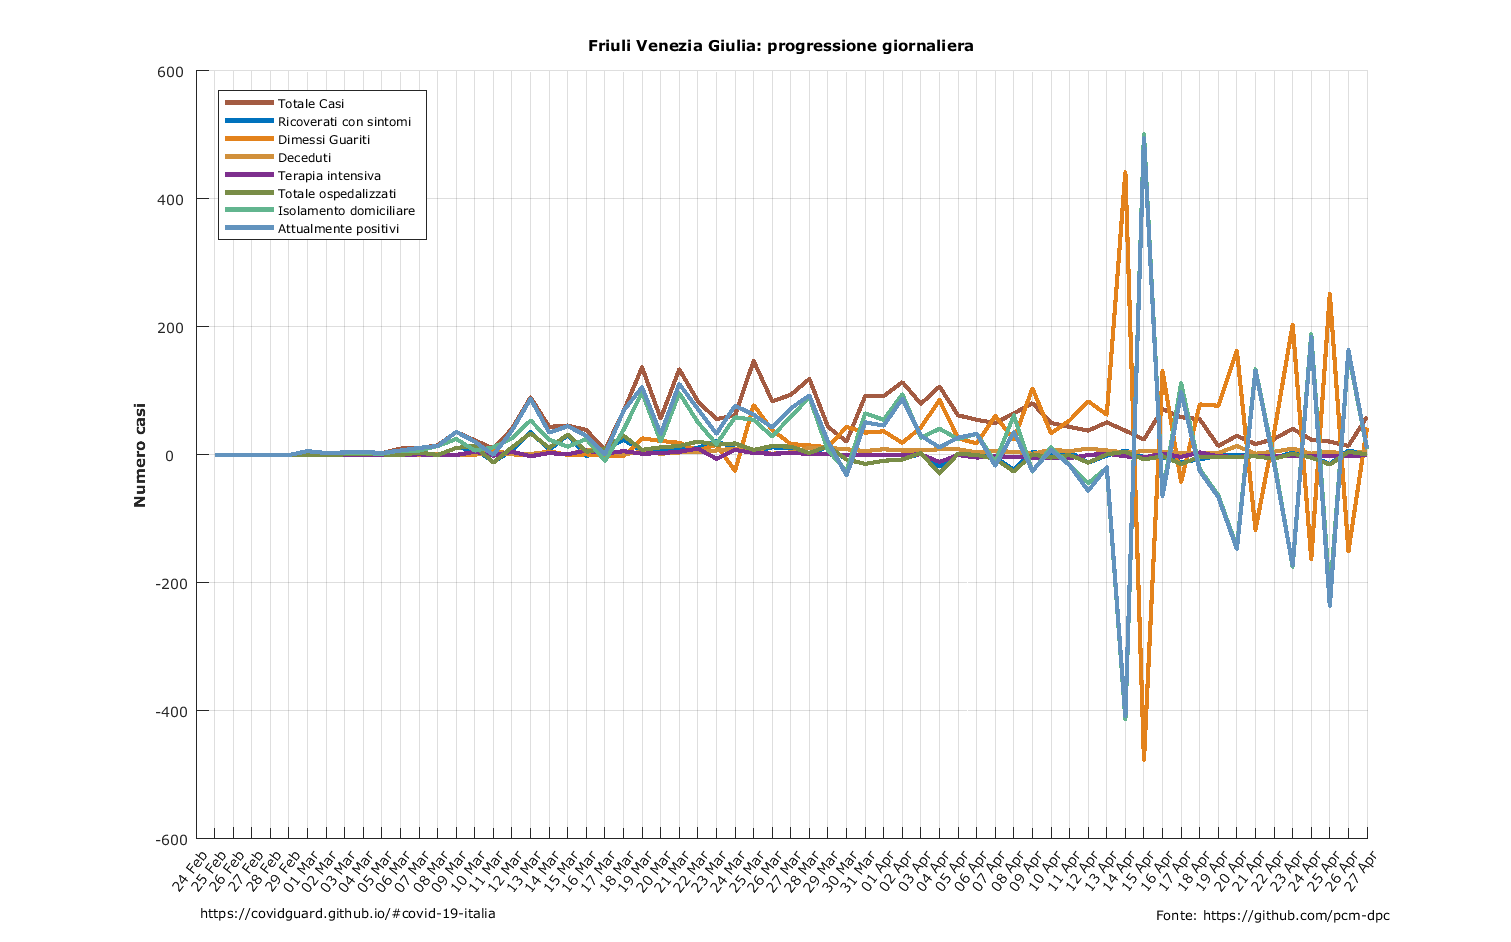 Friuli Venezia Giulia: progressione giornaliera
600
400
200
0
-200
-400
-600
Numero casi
Totale Casi
Ricoverati con sintomi
Dimessi Guariti
Deceduti
Terapia intensiva
Totale ospedalizzati
Isolamento domiciliare
Attualmente positivi
24 Feb
25 Feb
26 Feb
27 Feb
28 Feb
29 Feb
01 Mar
02 Mar
03 Mar
04 Mar
05 Mar
06 Mar
07 Mar
08 Mar
09 Mar
10 Mar
11 Mar
12 Mar
13 Mar
14 Mar
15 Mar
16 Mar
17 Mar
18 Mar
19 Mar
20 Mar
21 Mar
22 Mar
23 Mar
24 Mar
25 Mar
26 Mar
27 Mar
28 Mar
29 Mar
30 Mar
31 Mar
01 Apr
02 Apr
03 Apr
04 Apr
05 Apr
06 Apr
07 Apr
08 Apr
09 Apr
10 Apr
11 Apr
12 Apr
13 Apr
14 Apr
15 Apr
16 Apr
17 Apr
18 Apr
19 Apr
20 Apr
21 Apr
22 Apr
23 Apr
24 Apr
25 Apr
26 Apr
27 Apr
https://covidguard.github.io/#covid-19-italia
Fonte: https://github.com/pcm-dpc